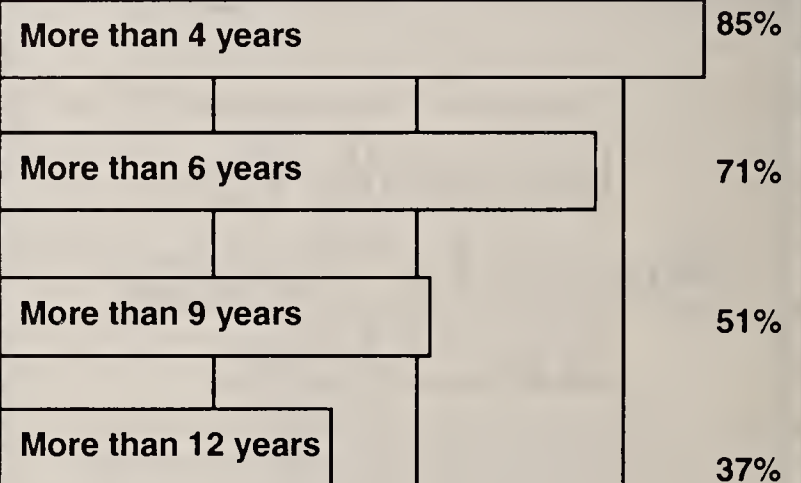 More than 4 years 85%
More than 6 years 71%
More than 9 years 51%
More than 12 years 37%